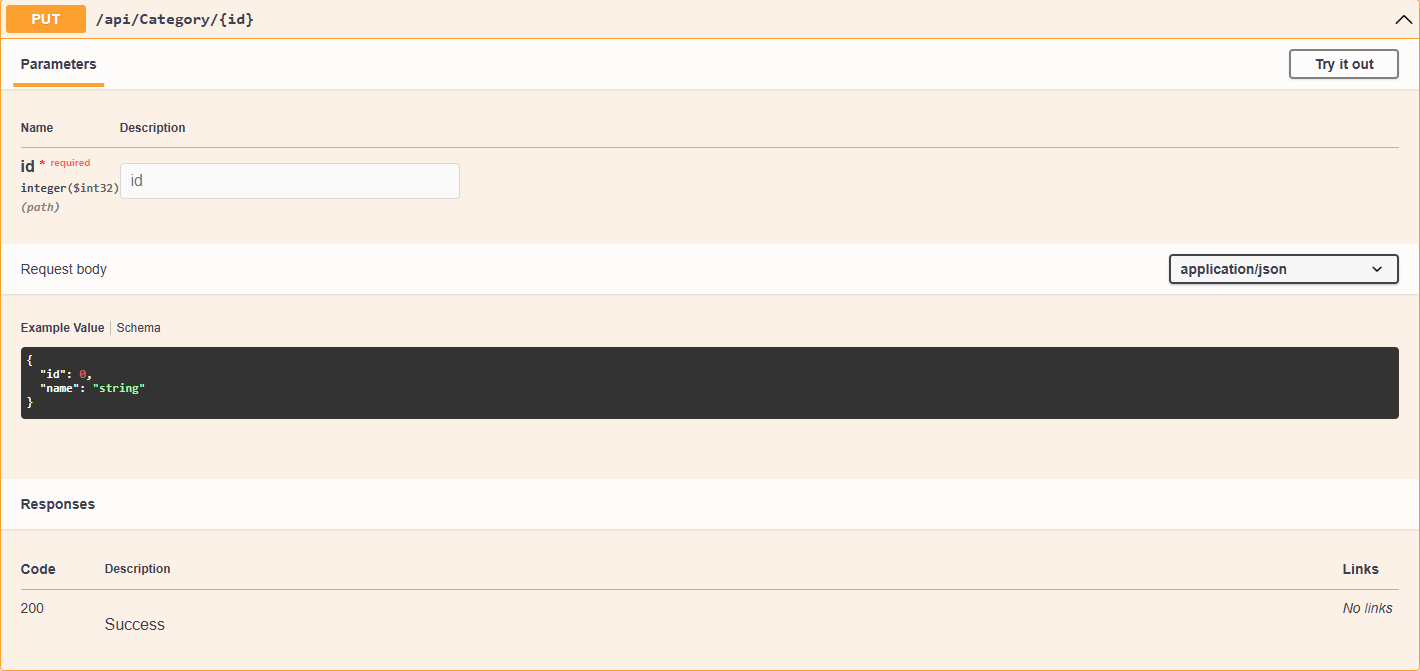 PUT /api/Category/{id}
Parameters Try it out
Name Description
id * required
integer($int32) id
(path)
Request body application/json
Example Value Schema
{
  "id": 0,
  "name": "string"
}
Responses
Code Description Links
200 No links
Success